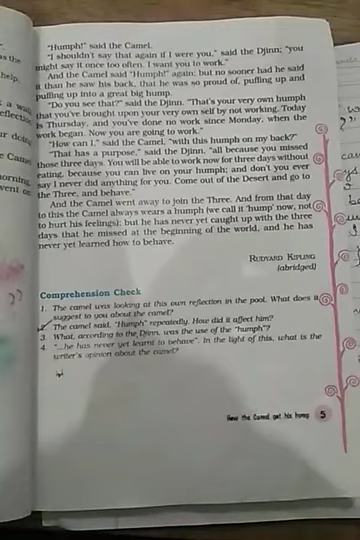 "Humph!" said the Camel.
"I shouldn't say that again if I were you," said the Djinn; "you
might say it once too often. I want you to work."
And the Camel said "Humph!" again; but no sooner had he said
it than he saw his back, that he was so proud of, puffing up and
puffing up into a great big hump.
"Do you see that?" said the Djinn. "That's your very own humph
that you've brought upon your very own self by not working. Today
is Thursday, and you've done no work since Monday, when the
work began. Now you are going to work."
"How can I," said the Camel, "with this humph on my back?"
"That has a purpose," said the Djinn, "all because you missed
those three days. You will be able to work now for three days without
eating, because you can live on your humph; and don't you ever
say I never did anything for you. Come out of the Desert and go to
the Three, and behave."
And the Camel went away to join the Three. And from that day
to this the Camel always wears a humph (we call it 'hump' now, not
to hurt his feelings); but he has never yet caught up with the three
days that he missed at the beginning of the world, and he has
never yet learned how to behave.
RUDYARD KIPLING
(abridged)
Comprehension Check
1. The camel was looking at this own reflection in the pool. What does it
suggest to you about the camel?
2. The camel said, "Humph" repeatedly. How did it affect him?
3. What, according to the Djinn, was the use of the "humph"?
4. "...he has never yet learnt to behave". In the light of this, what is the
writer's opinion about the camel?
How the Camel got his hump 5